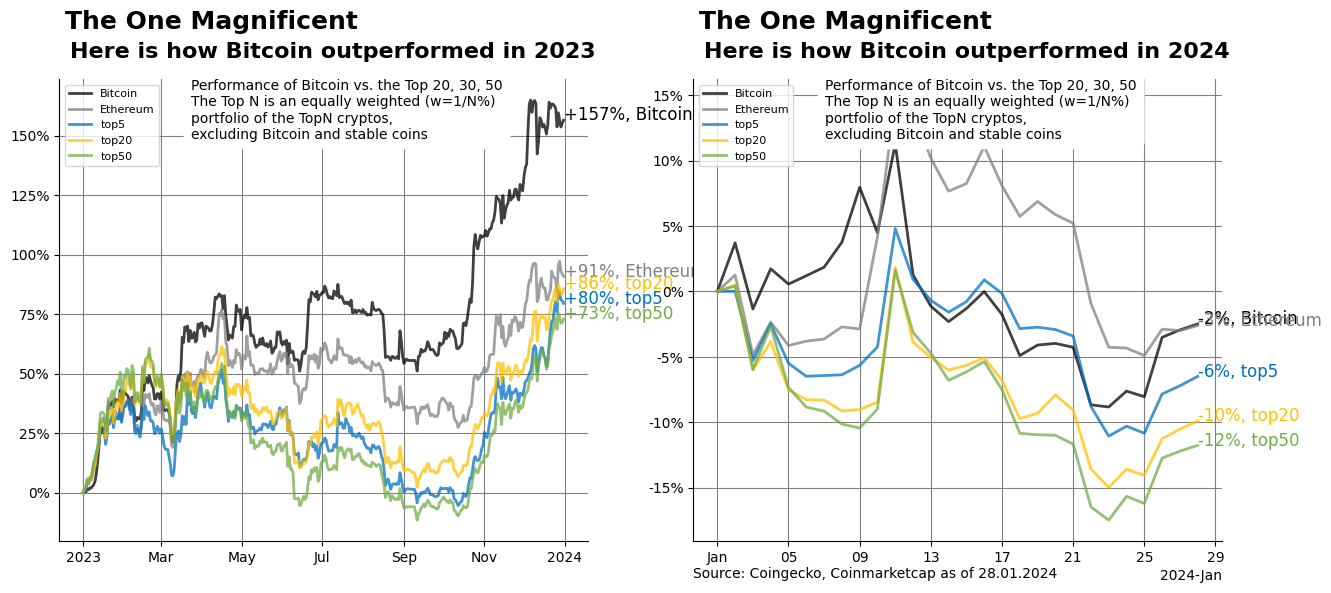 The One Magnificent
Here is how Bitcoin outperformed in 2023
Bitcoin
Ethereum
top5
top20
top50
Performance of Bitcoin vs. the Top 20, 30, 50
The Top N is an equally weighted (w=1/N%)
portfolio of the TopN cryptos,
excluding Bitcoin and stable coins
150%
125%
100%
75%
50%
25%
0%
+157%, Bitcoin
+91%, Ethereum
+86%, top20
+80%, top5
+73%, top50
2023
Mar
May
Jul
Sep
Nov
2024
The One Magnificent
Here is how Bitcoin outperformed in 2024
Bitcoin
Ethereum
top5
top20
top50
Performance of Bitcoin vs. the Top 20, 30, 50
The Top N is an equally weighted (w=1/N%)
portfolio of the TopN cryptos,
excluding Bitcoin and stable coins
15%
10%
5%
0%
-5%
-10%
-15%
-2%, Bitcoin
Ethereum
-6%, top5
-10%, top20
-12%, top50
Jan
05
09
13
17
21
25
29
2024-Jan
Source: Coingecko, Coinmarketcap as of 28.01.2024